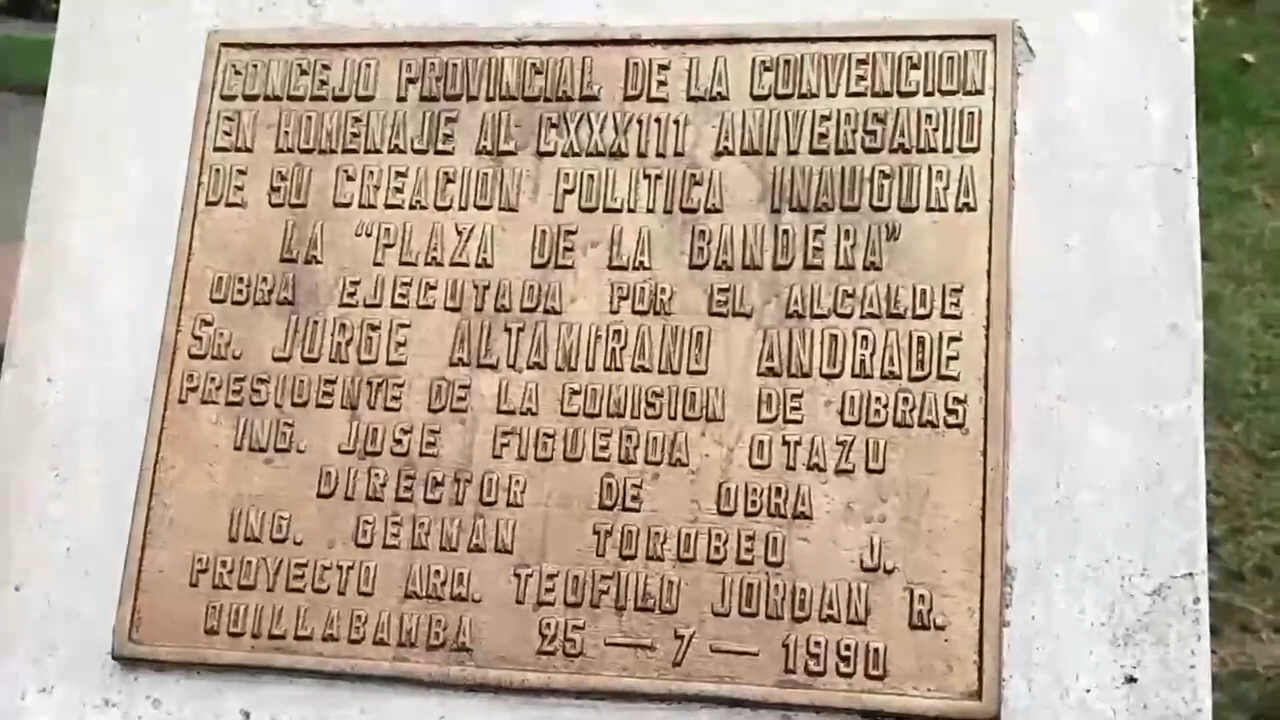 CONCEJO PROVINCIAL DE LA CONVENCION
EN HOMENAJE AL CXXX111 ANIVERSARIO
DE SU CREACION POLITICA INAUGURA
LA "PLAZA DE LA BANDERA"
OBRA EJECUTADA POR EL ALCALDE
Sr. JORGE ALTAMIRANO ANDRADE
PRESIDENTE DE LA COMISION DE OBRAS
ING. JOSE FIGUEROA OTAZU
DIRECTOR DE OBRA
ING. GERMAN TOROBEO J.
PROYECTO ARQ. TEOFILO JORDAN R.
QUILLABAMBA 25 — 7 — 1990